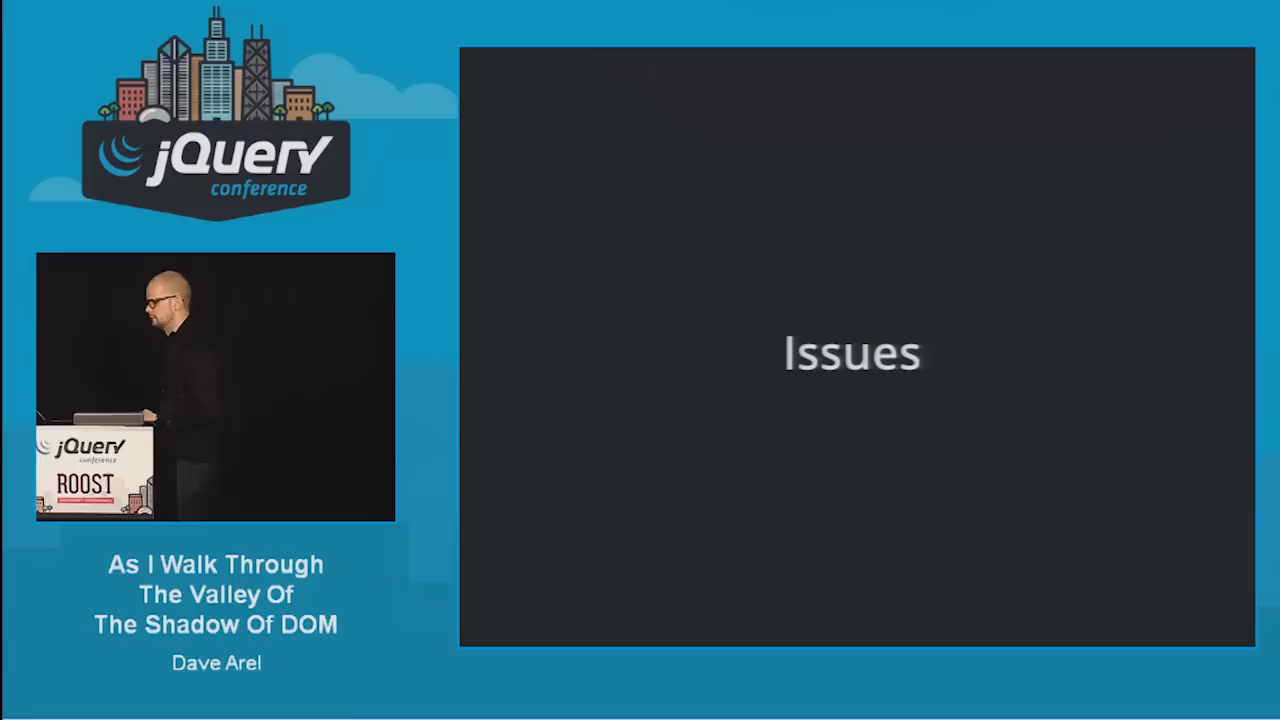 jQuery
conference
jQuery
conference
ROOST
As I Walk Through
The Valley Of
The Shadow Of DOM
Dave Arel
Issues